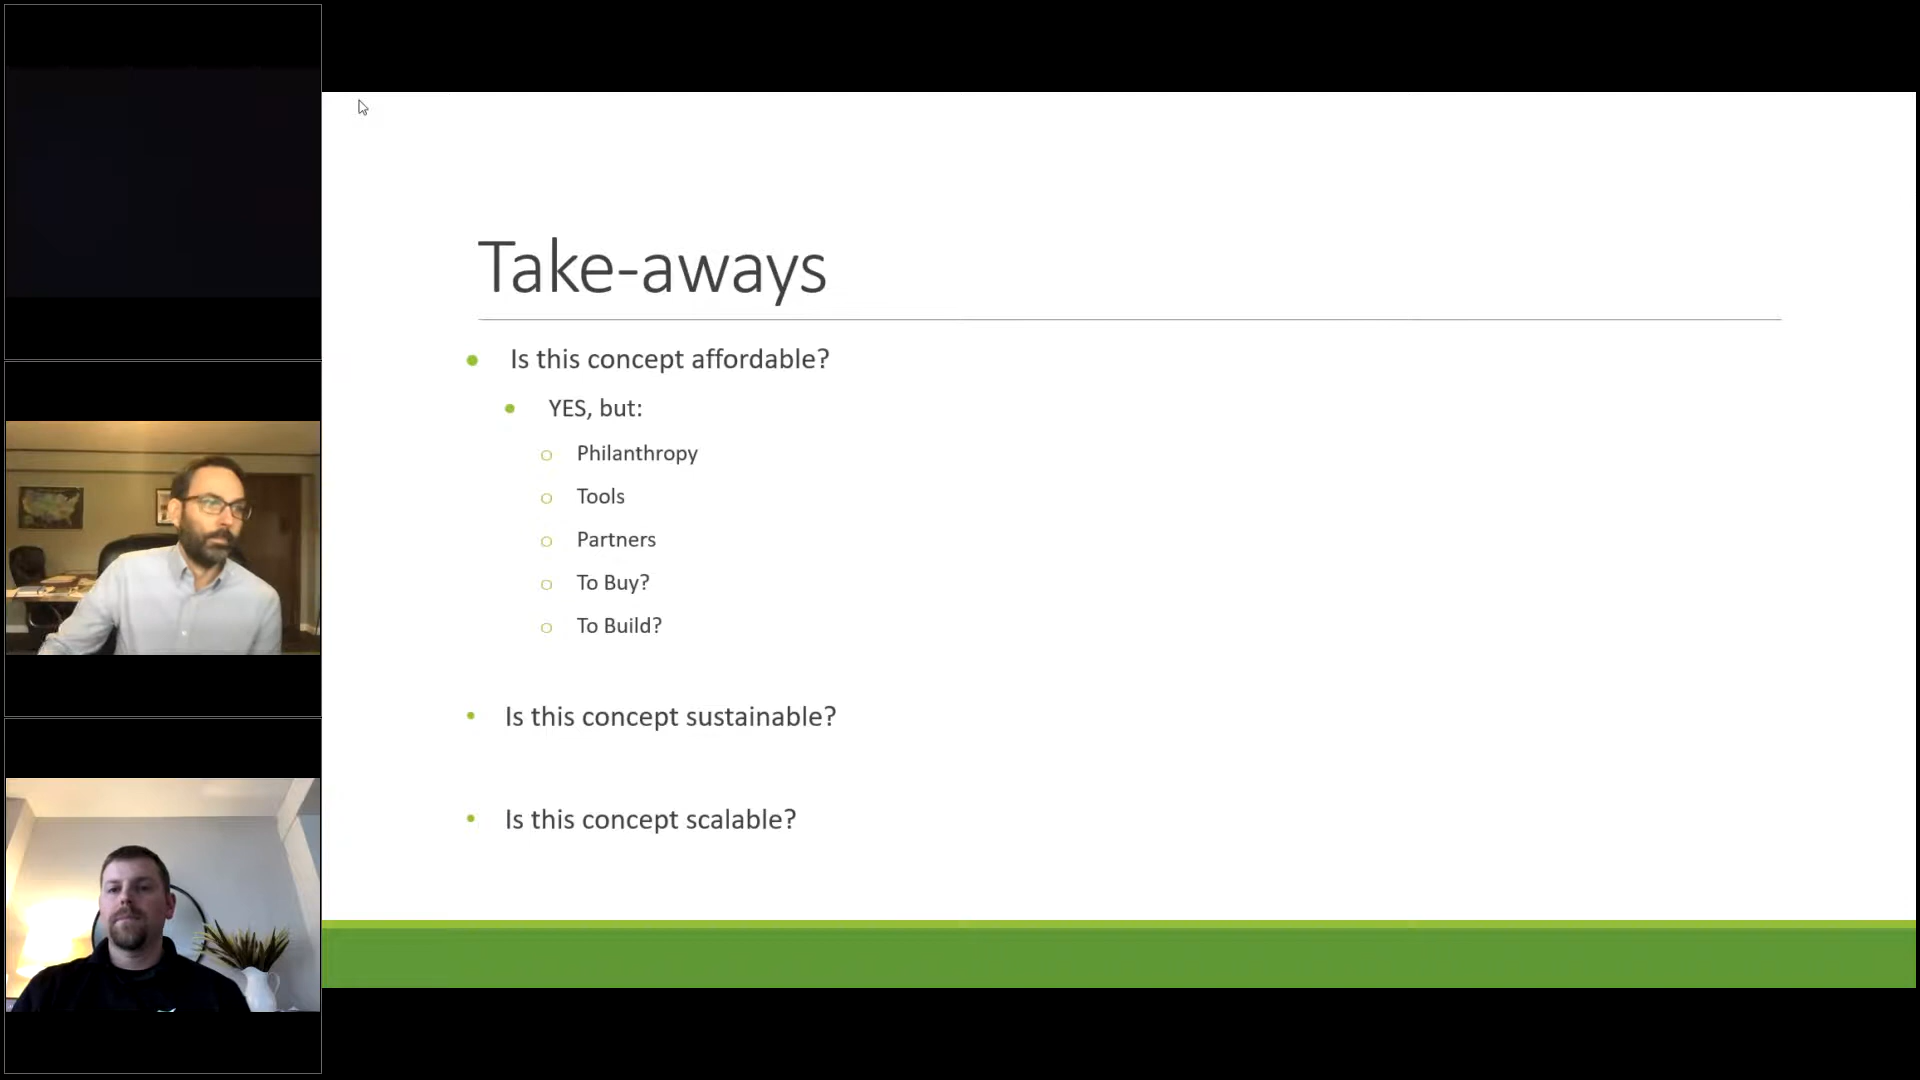 Take-aways
Is this concept affordable?
YES, but:
Philanthropy
Tools
Partners
To Buy?
To Build?
Is this concept sustainable?
Is this concept scalable?